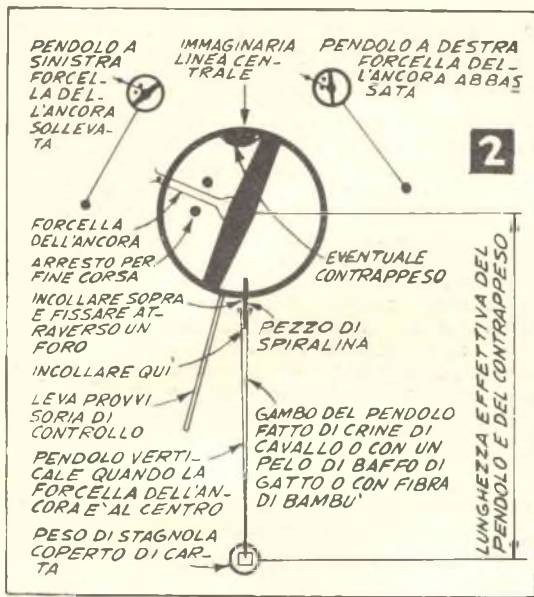 PENDOLO A
SINISTRA
FORCEL-
LA DEL-
L'ANCORA
SOLLEVA-
TA
IMMAGINARIA
LINEA CEN-
TRALE
PENDOLO A DESTRA
FORCELLA DEL-
L'ANCORA ABBAS
SATA
2
FORCELLA
DELL'ANCORA
ARRESTO PER
FINE CORSA
INCOLLARE SOPRA
E FISSARE AT-
RAVERSO UN
FORO
INCOLLARE QUI'
LEVA PROVVI
SORIA DI
CONTROLLO
PENDOLO VERTI-
CALE QUANDO LA
FORCELLA DELL'AN-
CORA E' AL CENTRO
PESO DI STAGNOLA
COPERTO DI CAR-
TA
EVENTUALE
CONTRAPPESO
PEZZO DI
SPIRALINA
GAMBO DEL PENDOLO
FATTO DI CRINE DI
CAVALLO O CON UN
PELO DI BAFFO DI
GATTO O CON FIBRA
DI BAMBU'
LUNGHEZZA EFFETTIVA DEL
PENDOLO E DEL CONTRAPPESO